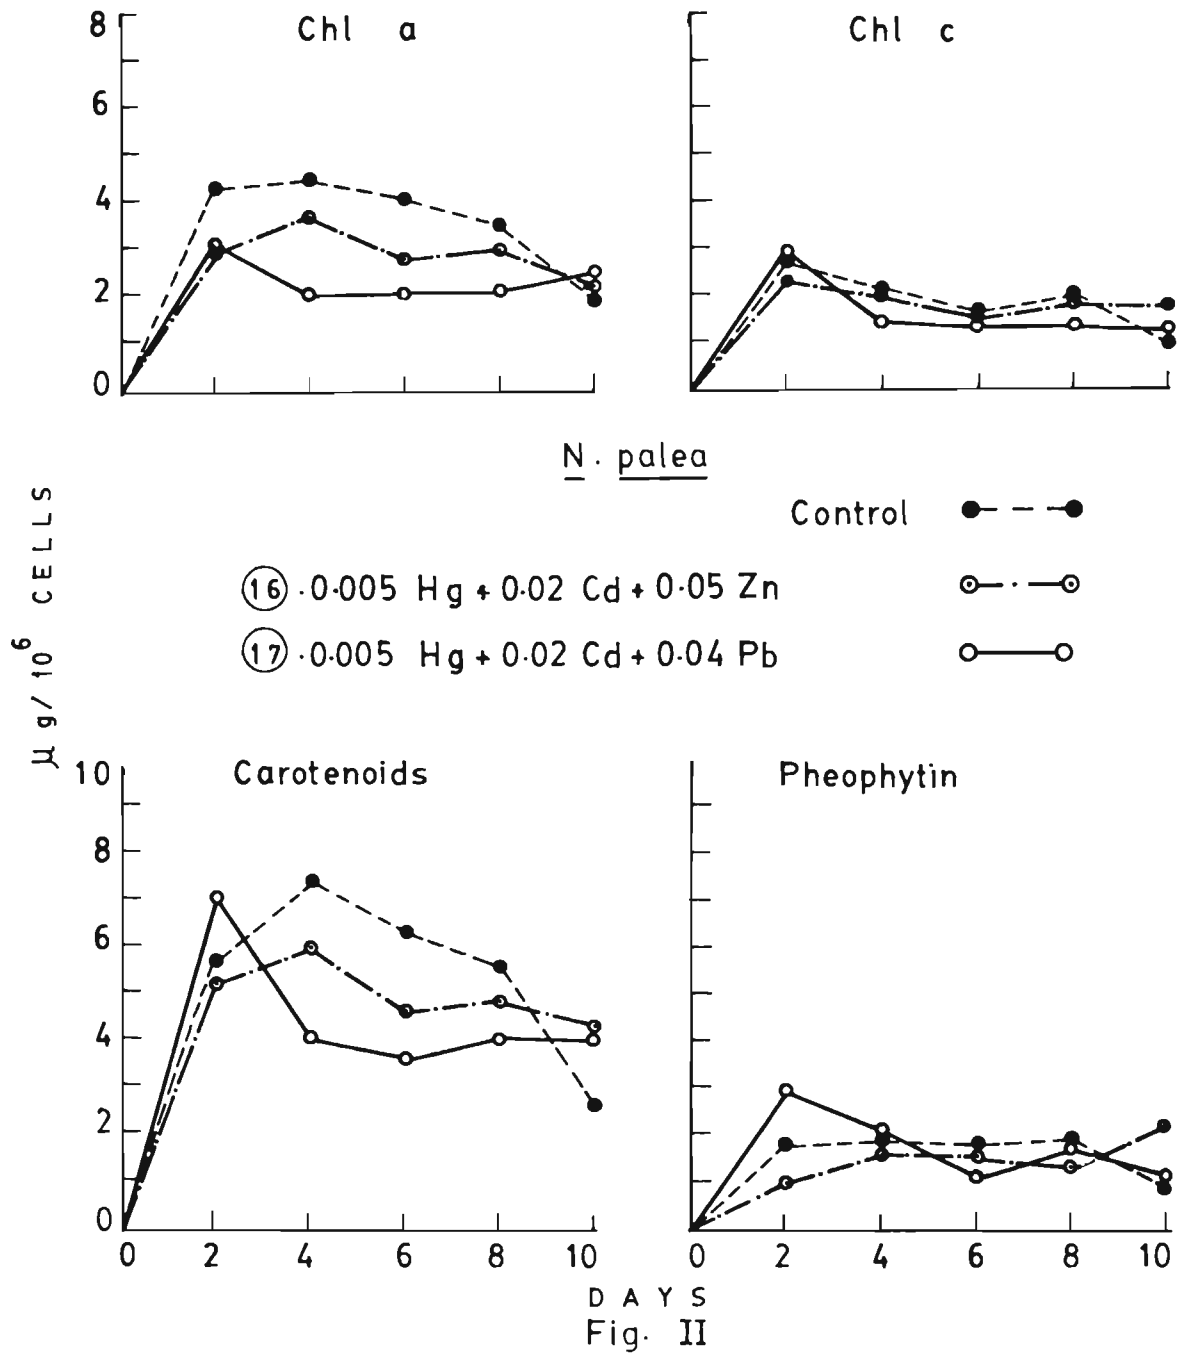 Chl a
Chl c
8
6
4
2
0
N. palea
Control
16 .0.005 Hg + 0.02 Cd + 0.05 Zn
17 .0.005 Hg + 0.02 Cd + 0.04 Pb
µg/10⁶ CELLS
Carotenoids
Pheophytin
10
8
6
4
2
0
0 2 4 6 8 10
0 2 4 6 8 10
DAYS
Fig. II